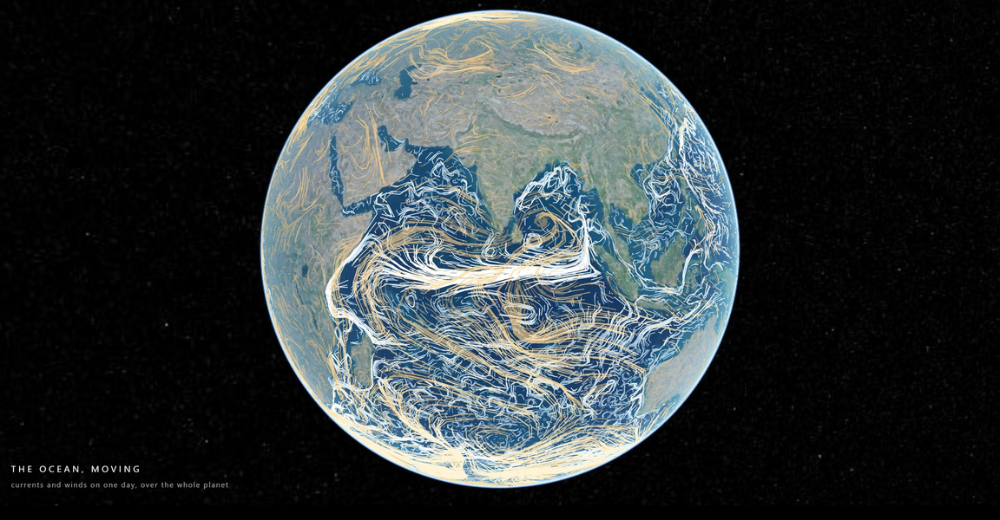 THE OCEAN, MOVING
currents and winds on one day, over the whole planet